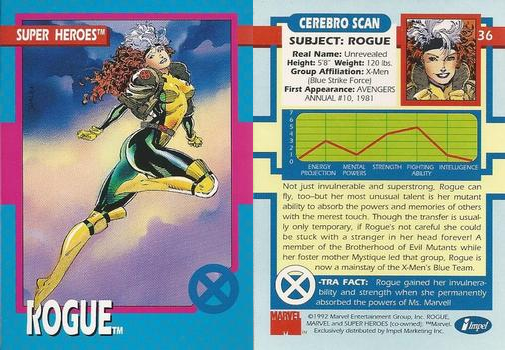 SUPER HEROES™
ROGUE™
CEREBRO SCAN
36
SUBJECT: ROGUE
Real Name: Unrevealed
Height: 5'8" Weight: 120 lbs.
Group Affiliation: X-Men
(Blue Strike Force)
First Appearance: AVENGERS
ANNUAL #10, 1981
7
6
5
4
3
2
1
0
ENERGY PROJECTION
MENTAL POWERS
STRENGTH
FIGHTING ABILITY
INTELLIGENCE
Not just invulnerable and superstrong, Rogue can
fly, too–but her most unusual talent is her mutant
ability to absorb the powers and memories of others
with the merest touch. Though the transfer is usual-
ly only temporary, if Rogue's not careful she could
be stuck with a stranger in her head forever! A
member of the Brotherhood of Evil Mutants while
her foster mother Mystique led that group, Rogue
is now a mainstay of the X-Men's Blue Team.
X-TRA FACT: Rogue gained her invulnera-
bility and strength when she permanently
absorbed the powers of Ms. Marvel!
©1992 Marvel Entertainment Group, Inc. ROGUE,
MARVEL and SUPER HEROES (co-owned); ™Marvel.
Exclusively distributed by Impel Marketing Inc.
MARVEL
Impel